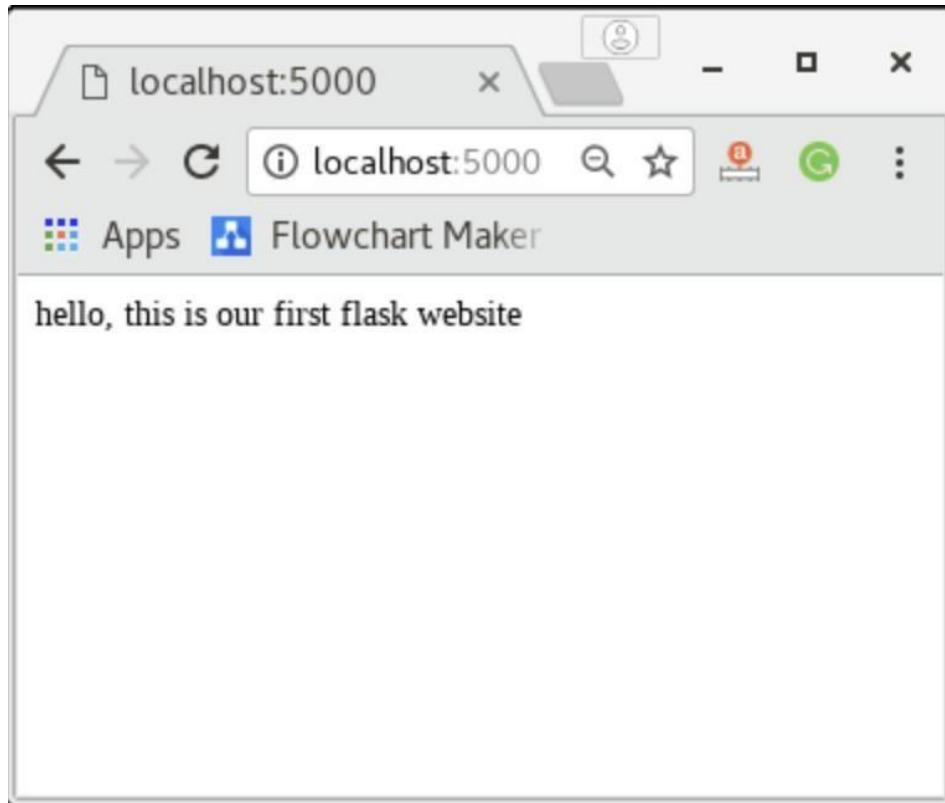 localhost:5000
localhost:5000
Apps Flowchart Maker
hello, this is our first flask website